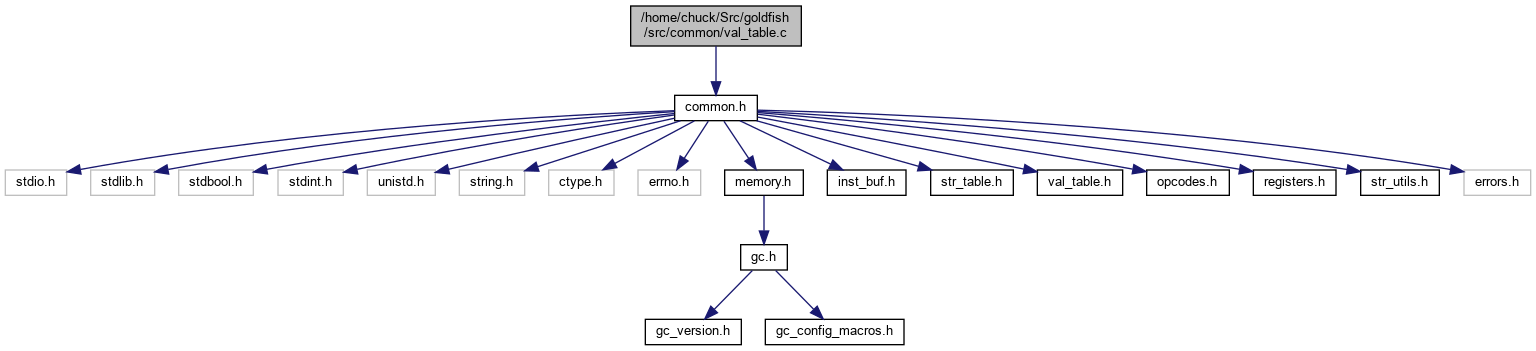 /home/chuck/Src/goldfish
/src/common/val_table.c
common.h
stdio.h
stdlib.h
stdbool.h
stdint.h
unistd.h
string.h
ctype.h
errno.h
memory.h
inst_buf.h
str_table.h
val_table.h
opcodes.h
registers.h
str_utils.h
errors.h
gc.h
gc_version.h
gc_config_macros.h